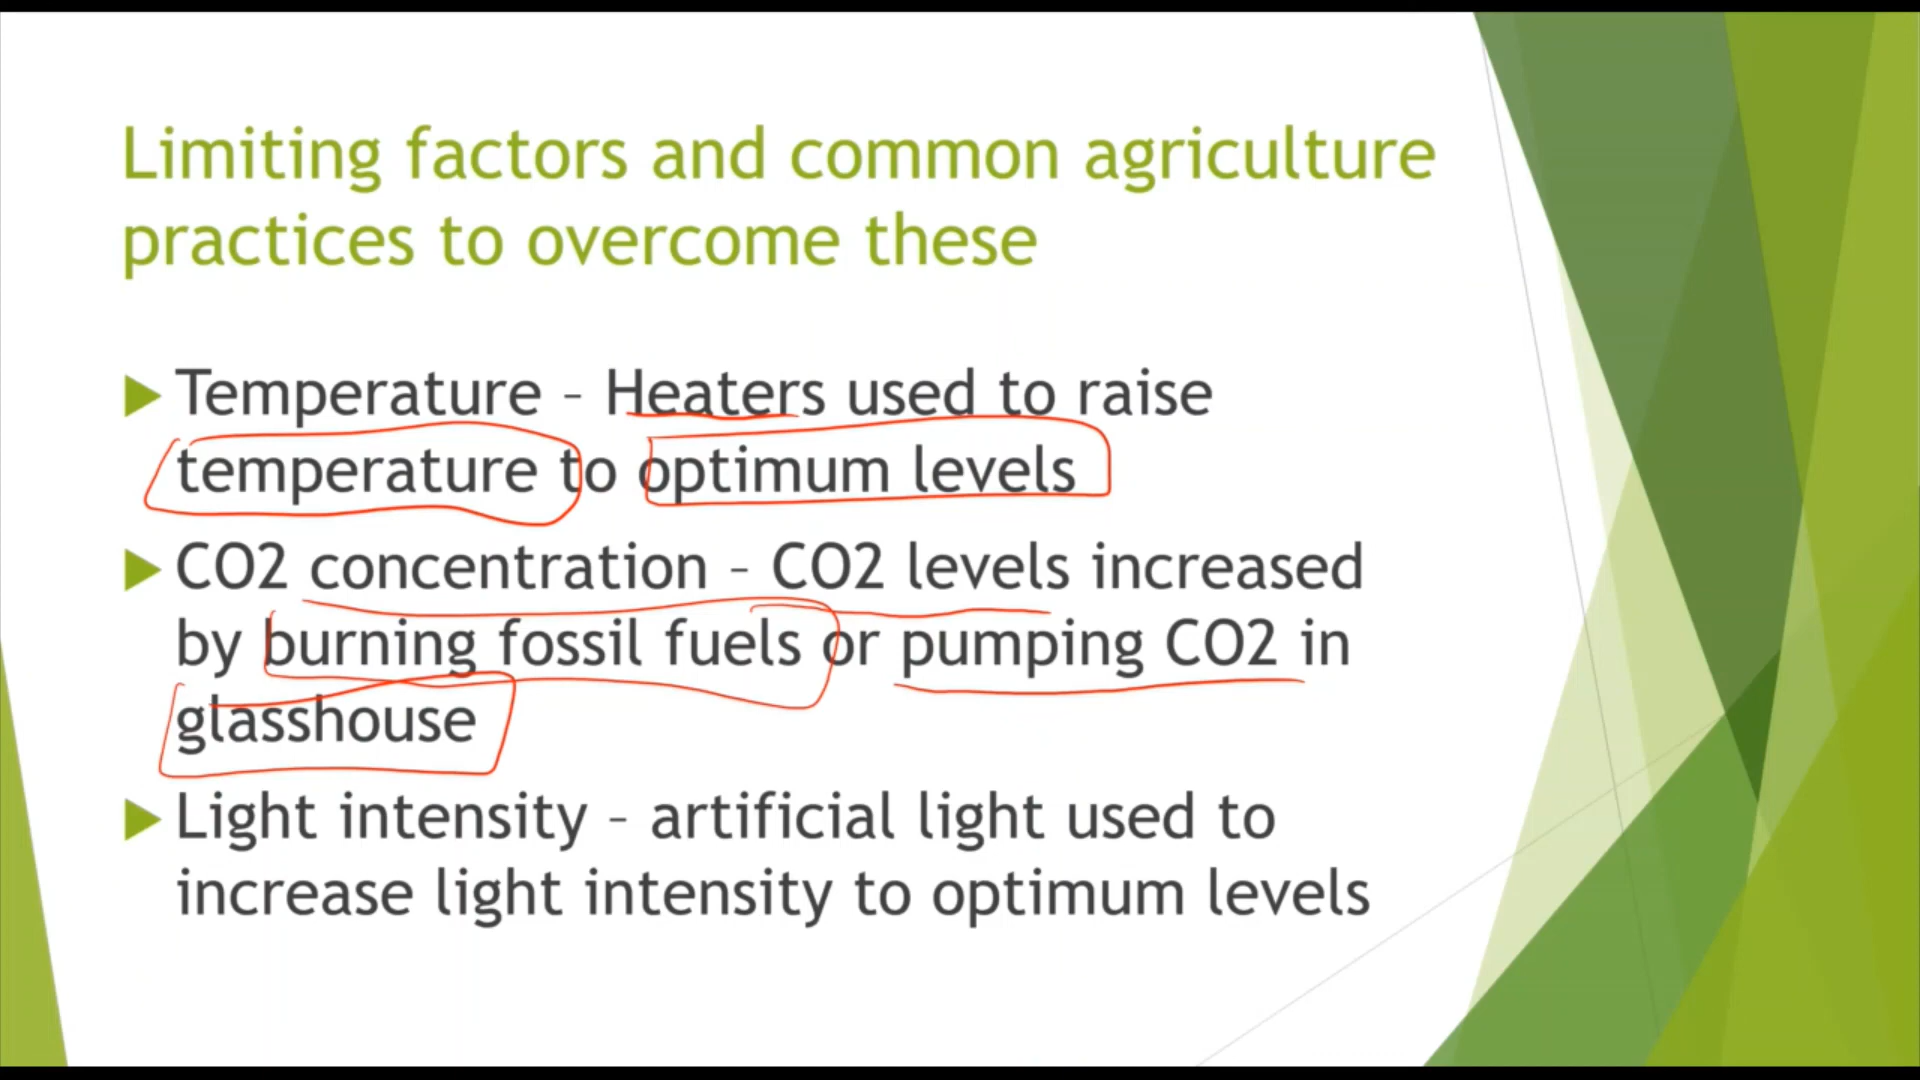 Limiting factors and common agriculture
practices to overcome these
Temperature – Heaters used to raise
temperature to optimum levels
CO2 concentration – CO2 levels increased
by burning fossil fuels or pumping CO2 in
glasshouse
Light intensity – artificial light used to
increase light intensity to optimum levels